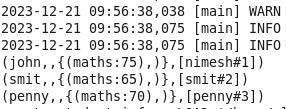 2023-12-21 09:56:38,038 [main] WARN
2023-12-21 09:56:38,075 [main] INFO
2023-12-21 09:56:38,075 [main] INFO
(john,,{(maths:75),)},[nimesh#1])
(smit,,{(maths:65),)},[smit#2])
(penny,,{(maths:70),)},[penny#3])